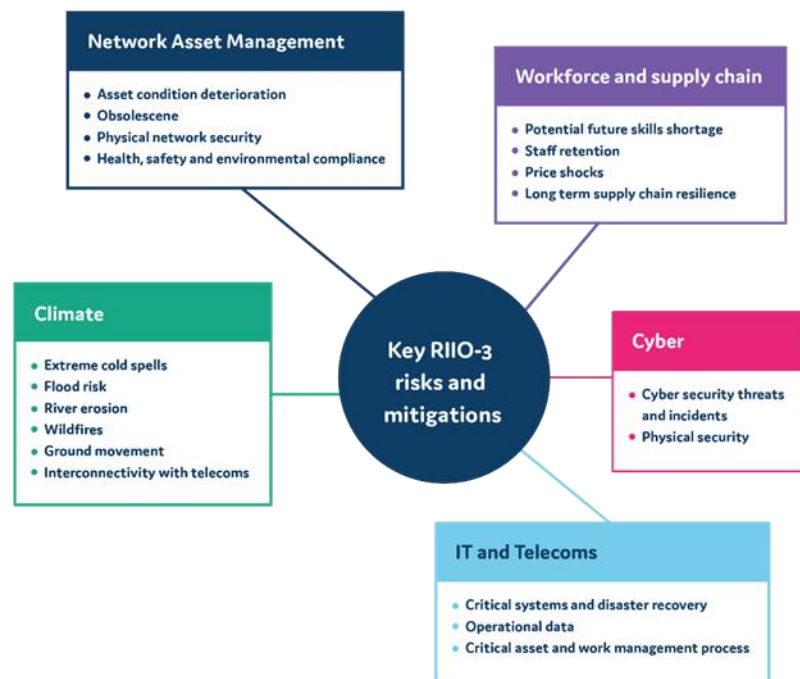 Network Asset Management
Asset condition deterioration
Obsolescene
Physical network security
Health, safety and environmental compliance
Workforce and supply chain
Potential future skills shortage
Staff retention
Price shocks
Long term supply chain resilience
Climate
Extreme cold spells
Flood risk
River erosion
Wildfires
Ground movement
Interconnectivity with telecoms
Key RIIO-3
risks and
mitigations
Cyber
Cyber security threats
and incidents
Physical security
IT and Telecoms
Critical systems and disaster recovery
Operational data
Critical asset and work management process